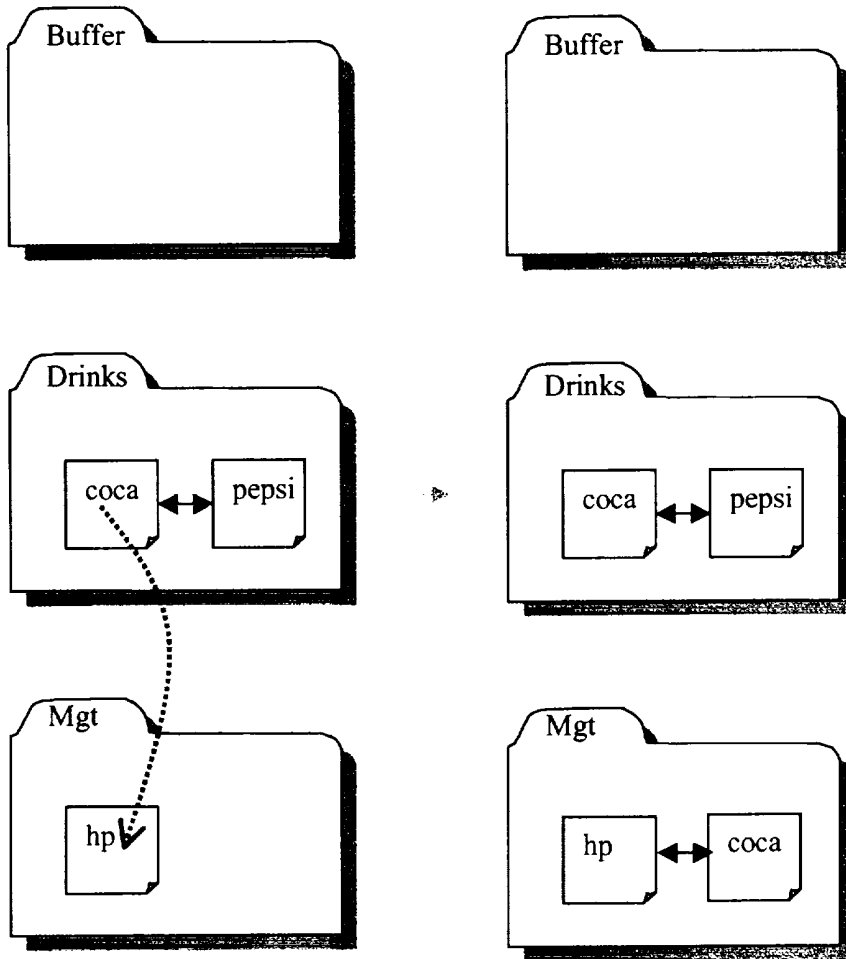 Buffer
Buffer
Drinks
Drinks
coca
pepsi
coca
pepsi
Mgt
Mgt
hp
hp
coca